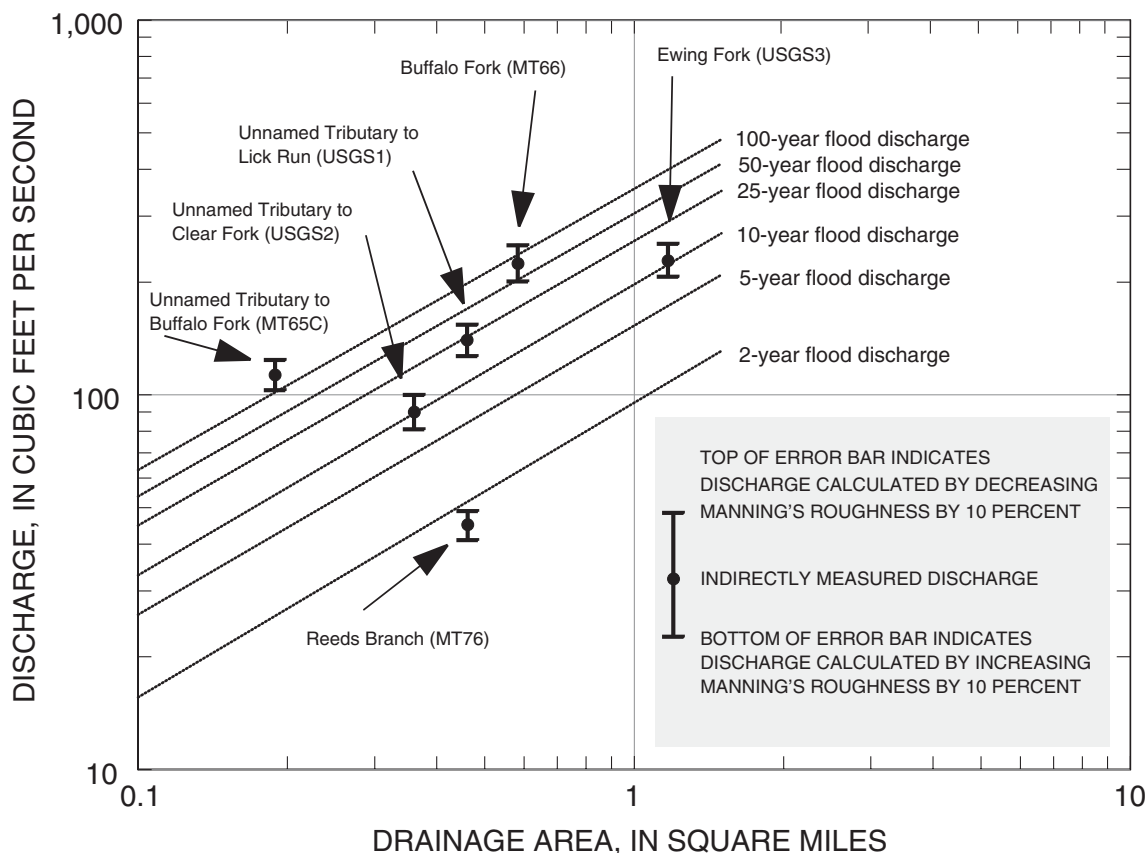 1,000
100
10
0.1
1
10
DISCHARGE, IN CUBIC FEET PER SECOND
DRAINAGE AREA, IN SQUARE MILES
Buffalo Fork (MT66)
Ewing Fork (USGS3)
Unnamed Tributary to
Lick Run (USGS1)
Unnamed Tributary to
Clear Fork (USGS2)
Unnamed Tributary to
Buffalo Fork (MT65C)
Reeds Branch (MT76)
100-year flood discharge
50-year flood discharge
25-year flood discharge
10-year flood discharge
5-year flood discharge
2-year flood discharge
TOP OF ERROR BAR INDICATES
DISCHARGE CALCULATED BY DECREASING
MANNING'S ROUGHNESS BY 10 PERCENT
INDIRECTLY MEASURED DISCHARGE
BOTTOM OF ERROR BAR INDICATES
DISCHARGE CALCULATED BY INCREASING
MANNING'S ROUGHNESS BY 10 PERCENT